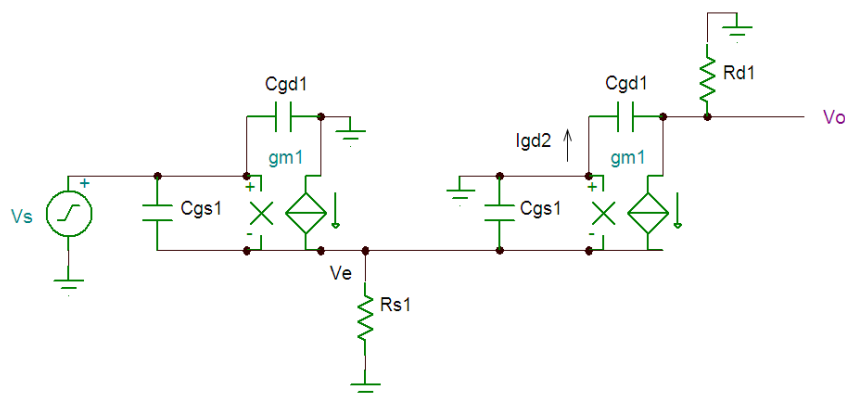 Cgd1
Cgd1
Rd1
Vo
Igd2
gm1
gm1
+
+
+
Vs
Cgs1
Cgs1
-
-
Ve
Rs1